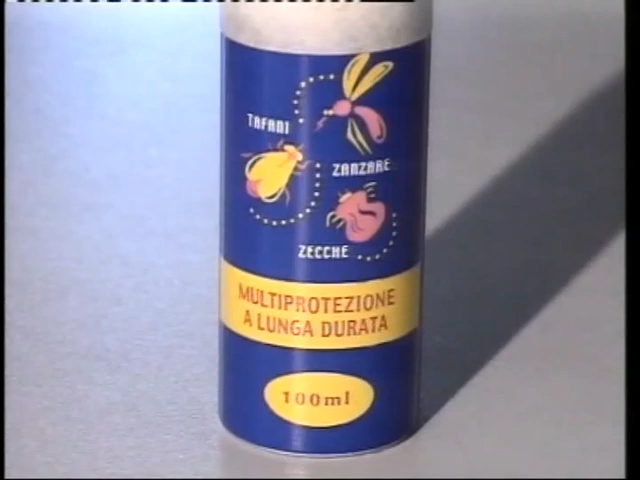 TAFANI
ZANZARE
ZECCHE
MULTIPROTEZIONE
A LUNGA DURATA
100ml